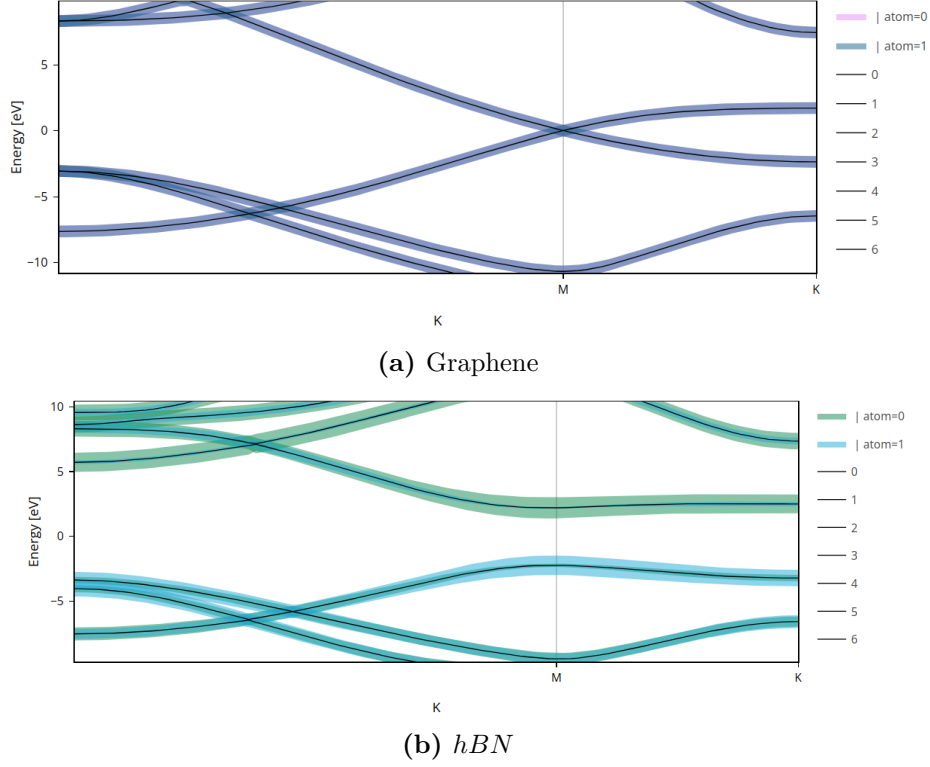 5
0
−5
−10
Energy [eV]
M
K
K
| atom=0
| atom=1
0
1
2
3
4
5
6
(a) Graphene
10
5
0
−5
Energy [eV]
M
K
K
| atom=0
| atom=1
0
1
2
3
4
5
6
(b) hBN